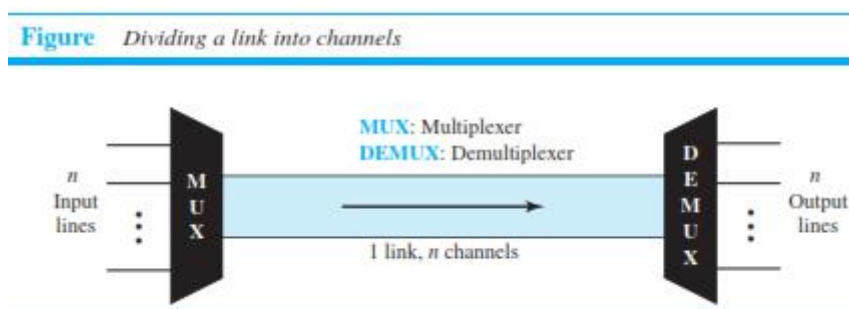 Figure Dividing a link into channels
MUX: Multiplexer
DEMUX: Demultiplexer
n
Input
lines
M
U
X
1 link, n channels
D
E
M
U
X
n
Output
lines